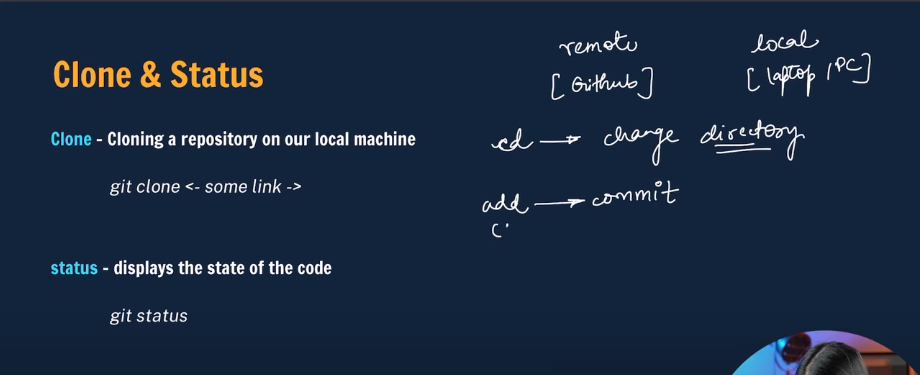 Clone & Status
remote
local
[Github]
[laptop / PC]
Clone - Cloning a repository on our local machine
cd → change directory
git clone <- some link ->
add → commit
status - displays the state of the code
git status